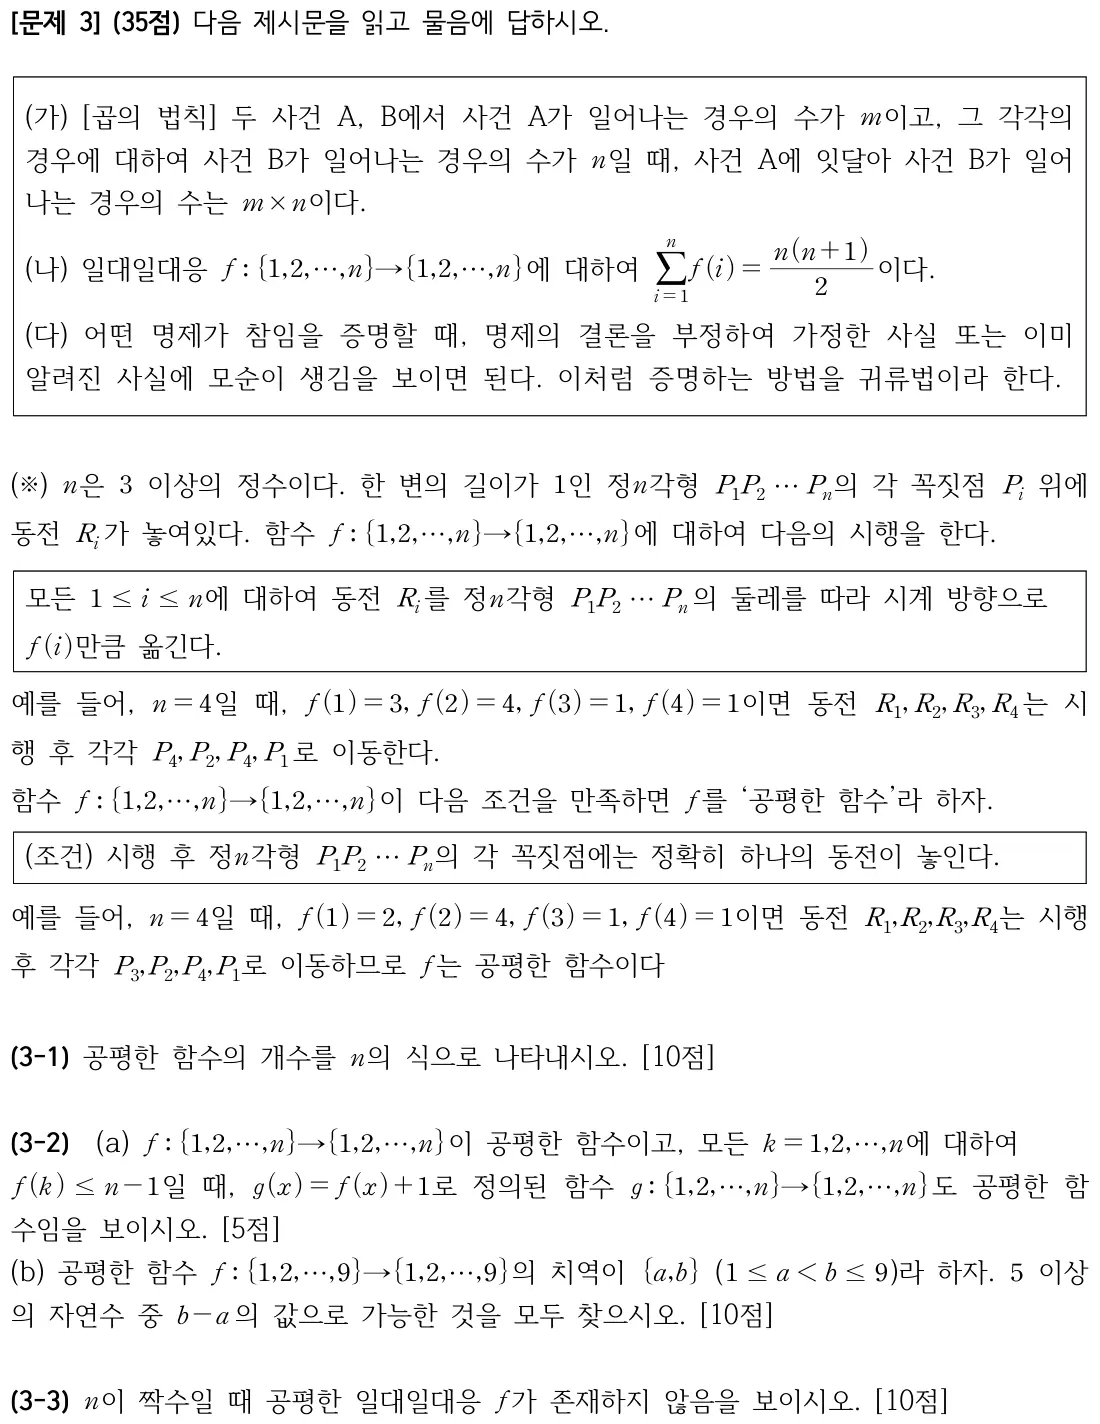 [문제 3] (35점) 다음 제시문을 읽고 물음에 답하시오.
(가) [곱의 법칙] 두 사건 A, B에서 사건 A가 일어나는 경우의 수가 m이고, 그 각각의
경우에 대하여 사건 B가 일어나는 경우의 수가 n일 때, 사건 A에 잇달아 사건 B가 일어
나는 경우의 수는 m×n이다.
(나) 일대일대응 f : {1,2,⋯,n}→{1,2,⋯,n}에 대하여 $\sum_{i=1}^{n} f(i) = \frac{n(n+1)}{2}$이다.
(다) 어떤 명제가 참임을 증명할 때, 명제의 결론을 부정하여 가정한 사실 또는 이미
알려진 사실에 모순이 생김을 보이면 된다. 이처럼 증명하는 방법을 귀류법이라 한다.
(※) n은 3 이상의 정수이다. 한 변의 길이가 1인 정n각형 P₁P₂ ⋯ Pₙ의 각 꼭짓점 Pᵢ 위에
동전 Rᵢ가 놓여있다. 함수 f : {1,2,⋯,n}→{1,2,⋯,n}에 대하여 다음의 시행을 한다.
모든 1 ≤ i ≤ n에 대하여 동전 Rᵢ를 정n각형 P₁P₂ ⋯ Pₙ의 둘레를 따라 시계 방향으로
f(i)만큼 옮긴다.
예를 들어, n=4일 때, f(1)=3, f(2)=4, f(3)=1, f(4)=1이면 동전 R₁, R₂, R₃, R₄는 시
행 후 각각 P₄, P₂, P₄, P₁로 이동한다.
함수 f : {1,2,⋯,n}→{1,2,⋯,n}이 다음 조건을 만족하면 f를 ‘공평한 함수’라 하자.
(조건) 시행 후 정n각형 P₁P₂ ⋯ Pₙ의 각 꼭짓점에는 정확히 하나의 동전이 놓인다.
예를 들어, n=4일 때, f(1)=2, f(2)=4, f(3)=1, f(4)=1이면 동전 R₁,R₂,R₃,R₄는 시행
후 각각 P₃,P₂,P₄,P₁로 이동하므로 f는 공평한 함수이다
(3-1) 공평한 함수의 개수를 n의 식으로 나타내시오. [10점]
(3-2) (a) f : {1,2,⋯,n}→{1,2,⋯,n}이 공평한 함수이고, 모든 k=1,2,⋯,n에 대하여
f(k) ≤ n-1일 때, g(x)=f(x)+1로 정의된 함수 g : {1,2,⋯,n}→{1,2,⋯,n}도 공평한 함
수임을 보이시오. [5점]
(b) 공평한 함수 f : {1,2,⋯,9}→{1,2,⋯,9}의 치역이 {a,b} (1 ≤ a < b ≤ 9)라 하자. 5 이상
의 자연수 중 b-a의 값으로 가능한 것을 모두 찾으시오. [10점]
(3-3) n이 짝수일 때 공평한 일대일대응 f가 존재하지 않음을 보이시오. [10점]